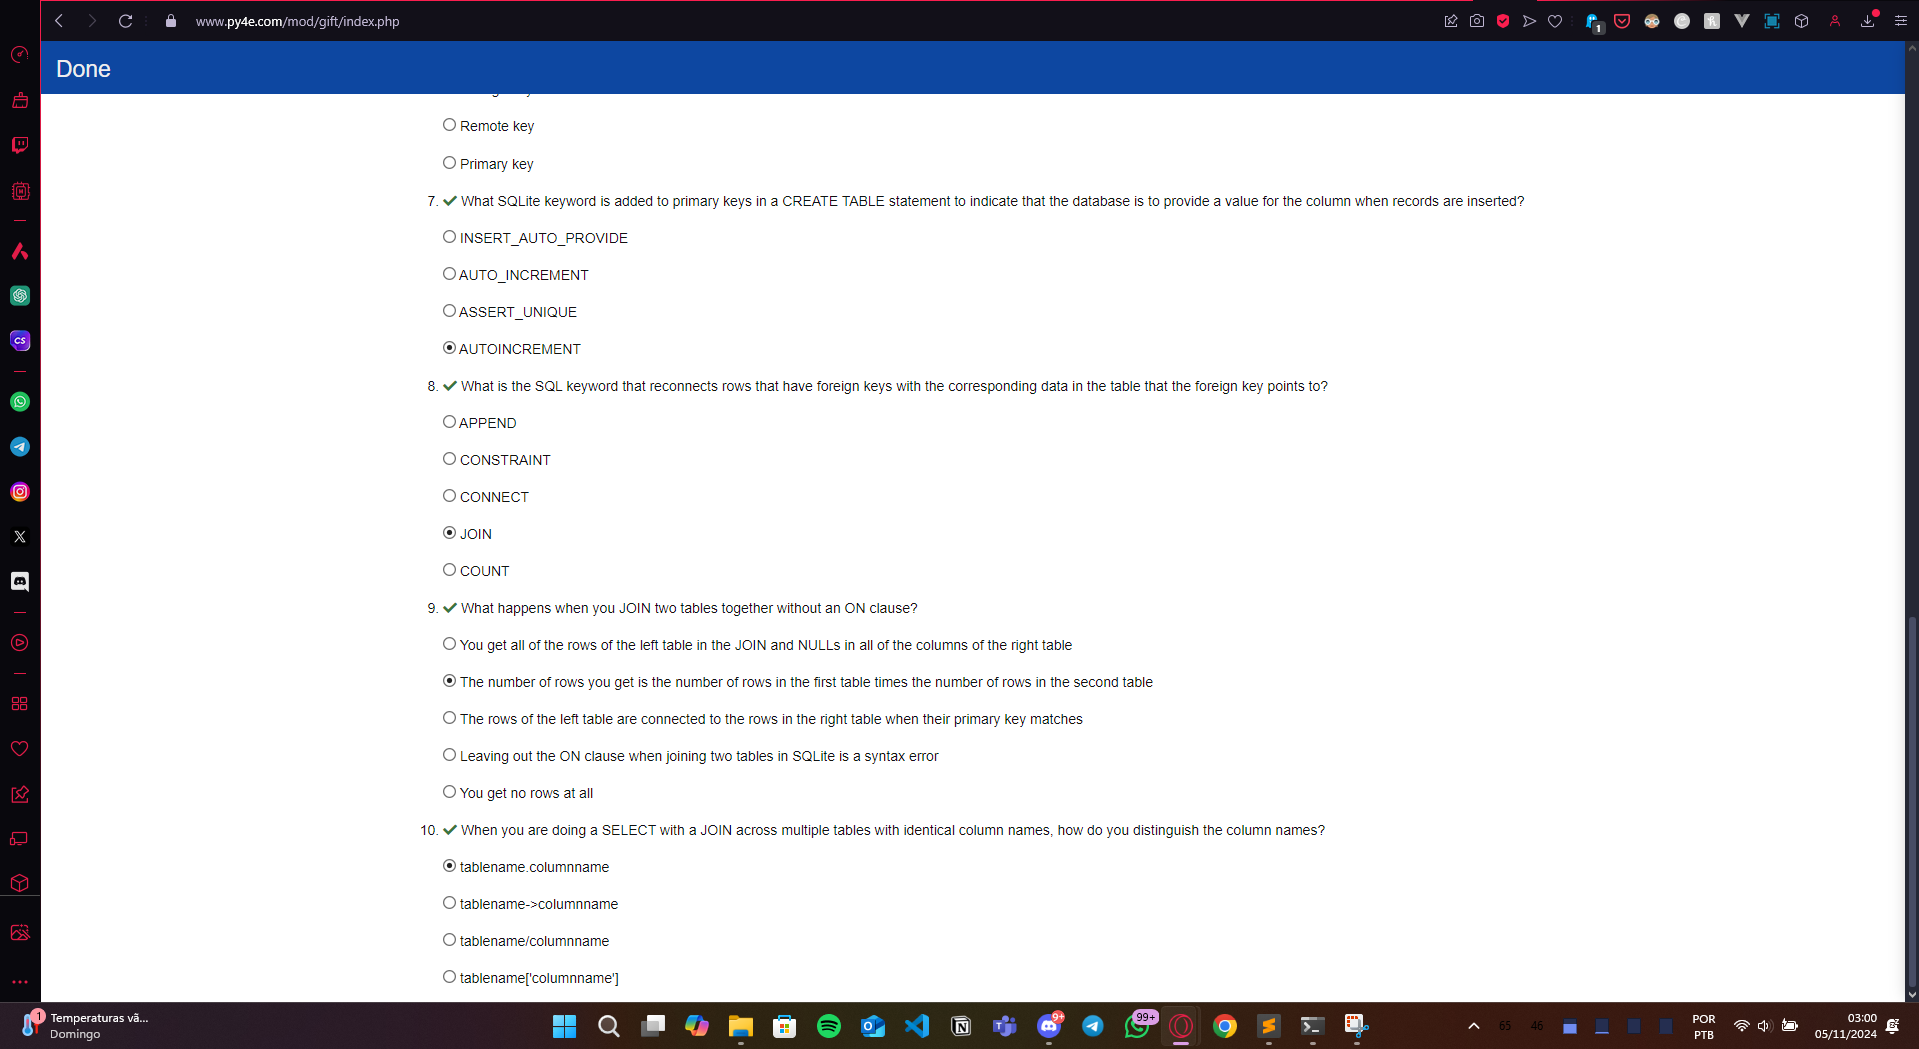 www.py4e.com/mod/gift/index.php
1
Done
Remote key
Primary key
7. What SQLite keyword is added to primary keys in a CREATE TABLE statement to indicate that the database is to provide a value for the column when records are inserted?
INSERT_AUTO_PROVIDE
AUTO_INCREMENT
ASSERT_UNIQUE
AUTOINCREMENT
8. What is the SQL keyword that reconnects rows that have foreign keys with the corresponding data in the table that the foreign key points to?
APPEND
CONSTRAINT
CONNECT
JOIN
COUNT
9. What happens when you JOIN two tables together without an ON clause?
You get all of the rows of the left table in the JOIN and NULLs in all of the columns of the right table
The number of rows you get is the number of rows in the first table times the number of rows in the second table
The rows of the left table are connected to the rows in the right table when their primary key matches
Leaving out the ON clause when joining two tables in SQLite is a syntax error
You get no rows at all
10. When you are doing a SELECT with a JOIN across multiple tables with identical column names, how do you distinguish the column names?
tablename.columnname
tablename->columnname
tablename/columnname
tablename['columnname']
CS
1
Temperaturas vã...
Domingo
9+
99+
65
46
POR
PTB
03:00
05/11/2024